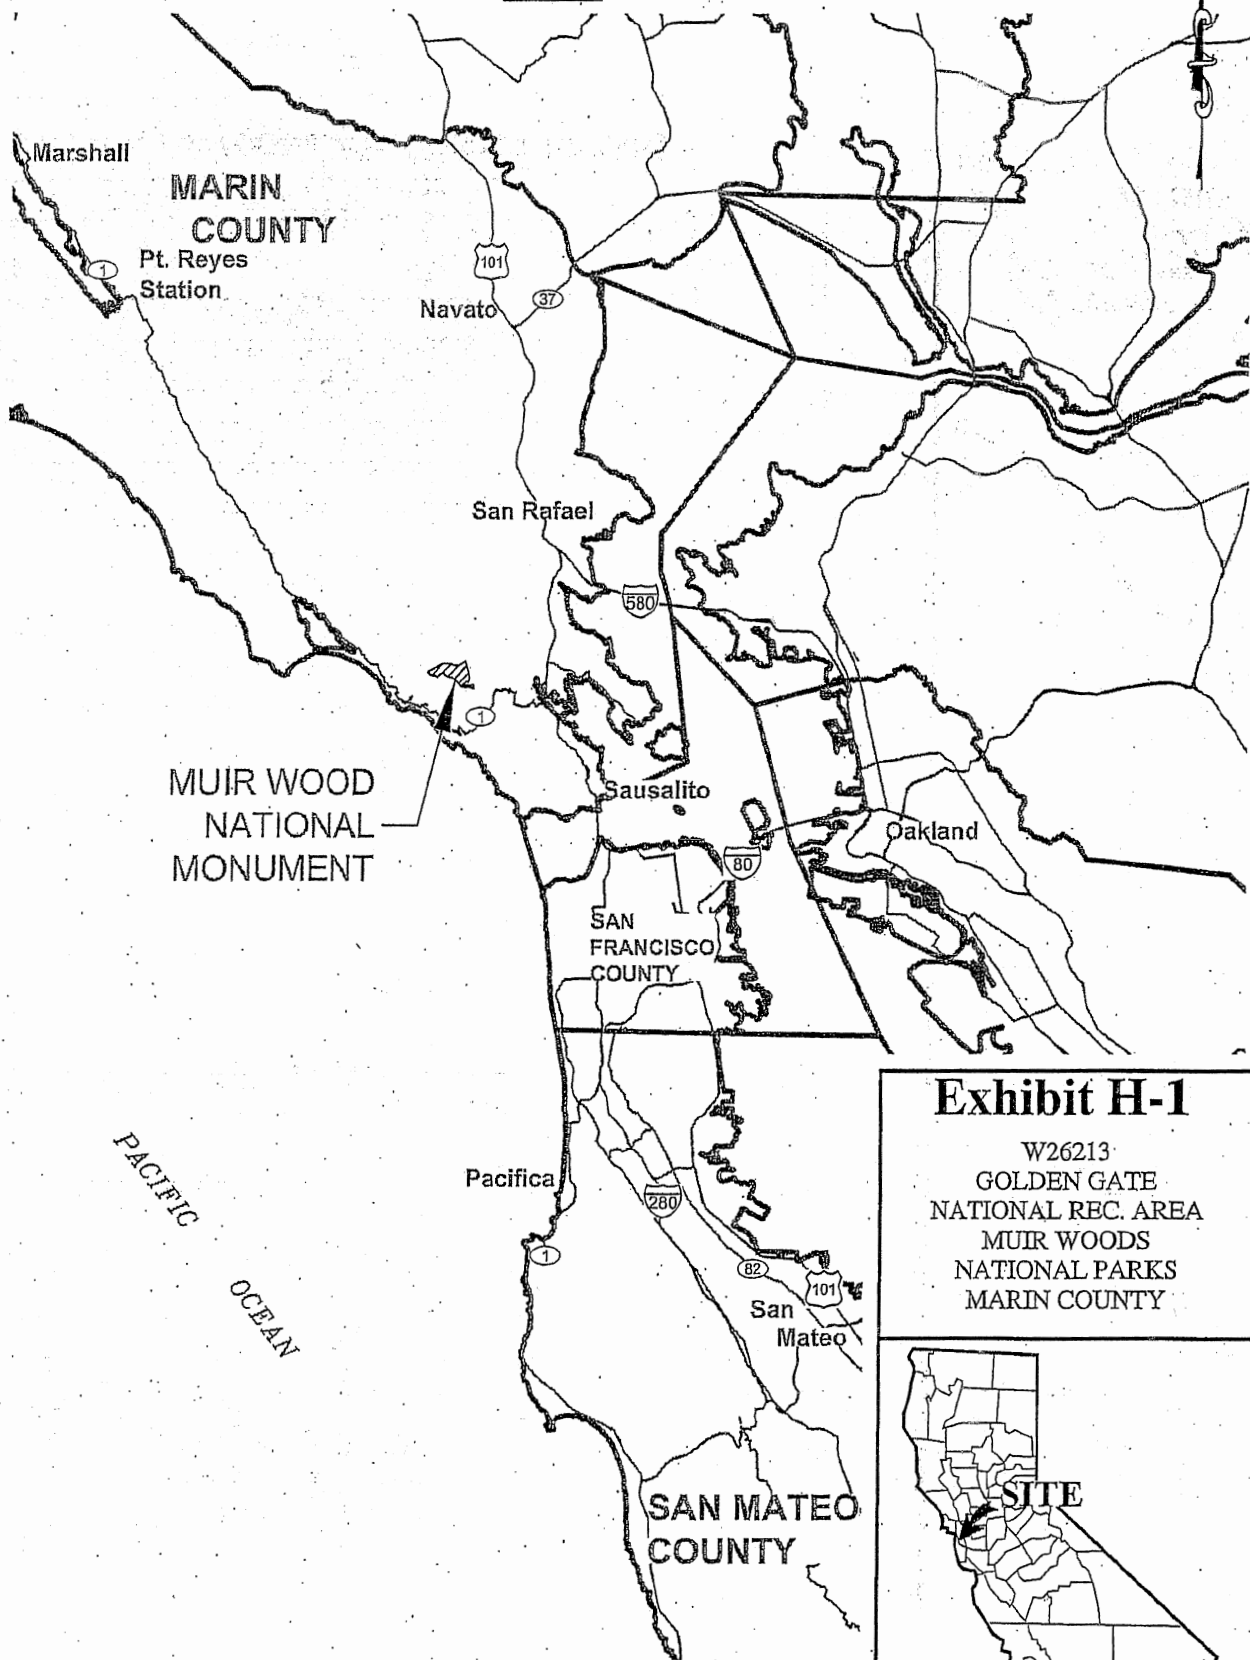 Marshall
MARIN
COUNTY
1
Pt. Reyes
Station
101
37
Navato
San Rafael
580
1
MUIR WOOD
NATIONAL
MONUMENT
Sausalito
Oakland
80
SAN
FRANCISCO
COUNTY
PACIFIC
OCEAN
Pacifica
280
1
82
101
San
Mateo
SAN MATEO
COUNTY
Exhibit H-1
W26213
GOLDEN GATE
NATIONAL REC. AREA
MUIR WOODS
NATIONAL PARKS
MARIN COUNTY
SITE